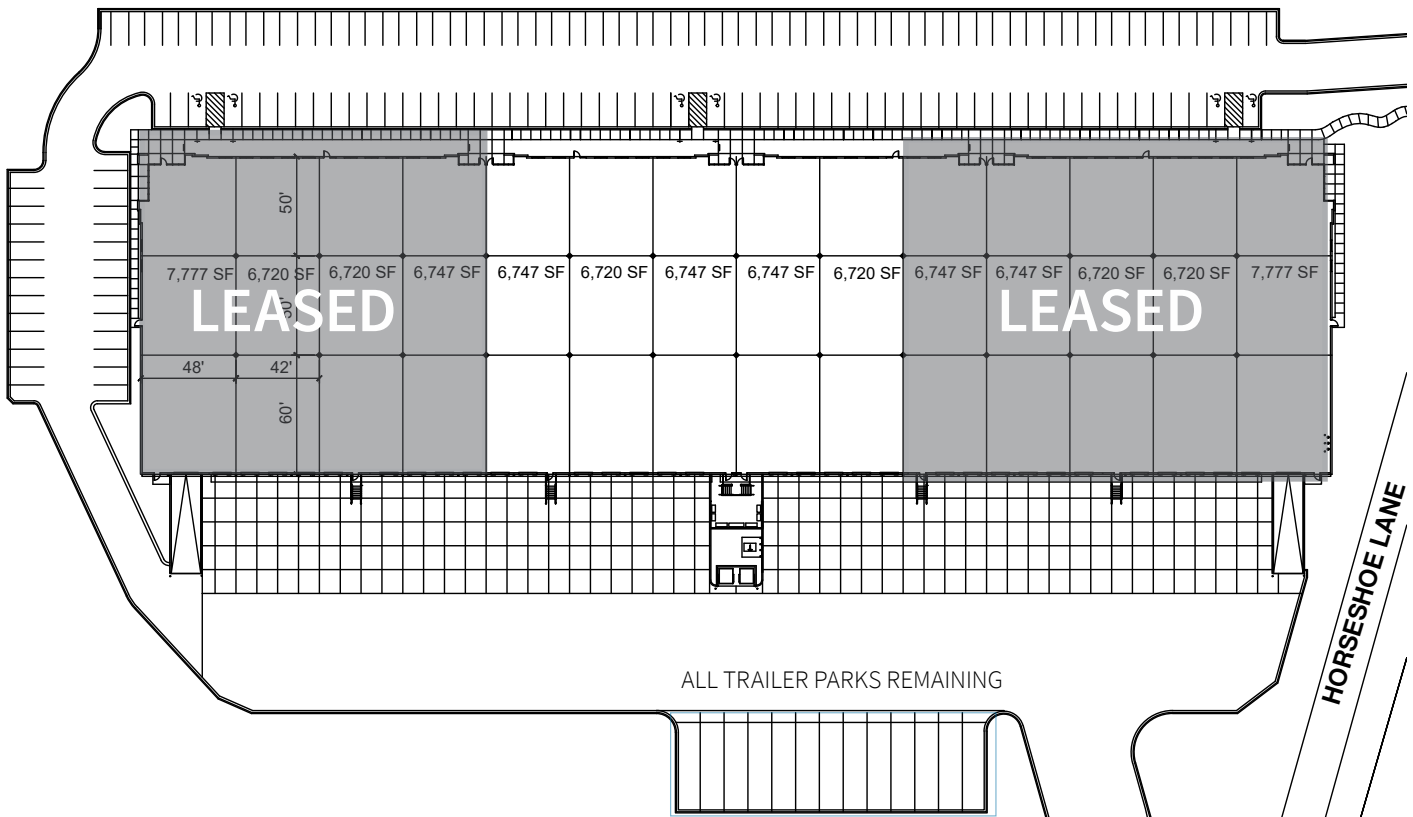 50'
7,777 SF 6,720 SF 6,720 SF 6,747 SF 6,747 SF 6,720 SF 6,747 SF 6,747 SF 6,720 SF 6,747 SF 6,747 SF 6,720 SF 6,720 SF 7,777 SF
LEASED LEASED
48' 42'
60'
HORSESHOE LANE
ALL TRAILER PARKS REMAINING